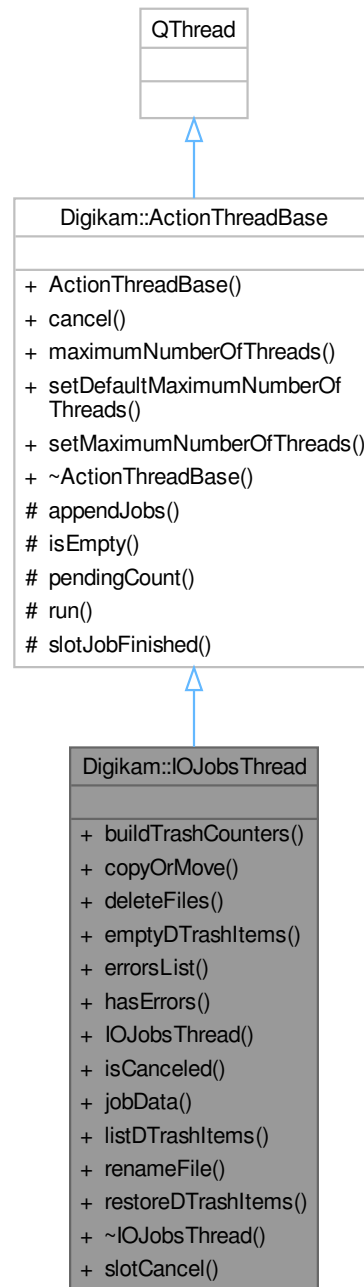 QThread
Digikam::ActionThreadBase
+ ActionThreadBase()
+ cancel()
+ maximumNumberOfThreads()
+ setDefaultMaximumNumberOf
Threads()
+ setMaximumNumberOfThreads()
+ ~ActionThreadBase()
# appendJobs()
# isEmpty()
# pendingCount()
# run()
# slotJobFinished()
Digikam::IOJobsThread
+ buildTrashCounters()
+ copyOrMove()
+ deleteFiles()
+ emptyDTrashItems()
+ errorsList()
+ hasErrors()
+ IOJobsThread()
+ isCanceled()
+ jobData()
+ listDTrashItems()
+ renameFile()
+ restoreDTrashItems()
+ ~IOJobsThread()
+ slotCancel()